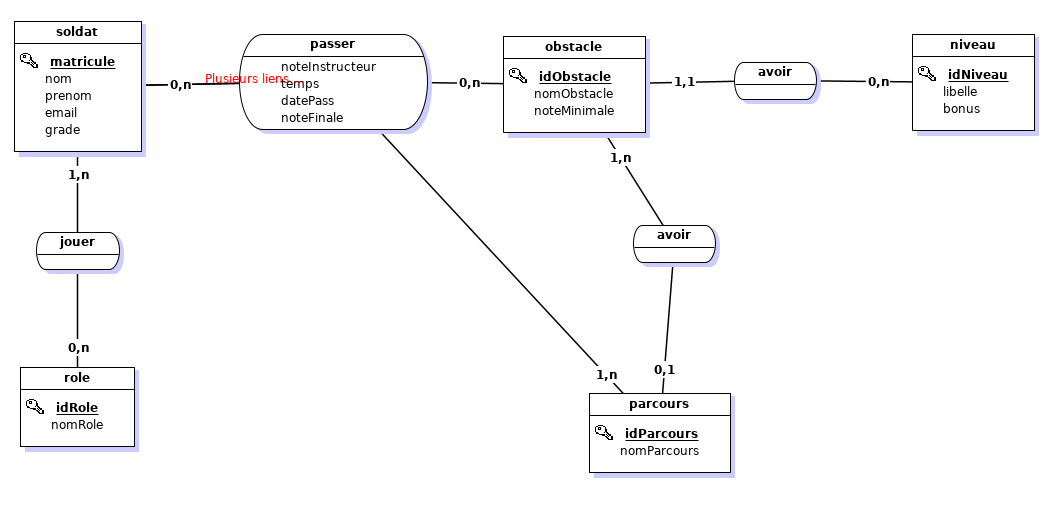 soldat
matricule
nom
prenom
email
grade
0,n
Plusieurs liens...
passer
noteInstructeur
temps
datePass
noteFinale
0,n
obstacle
idObstacle
nomObstacle
noteMinimale
1,1
avoir
0,n
niveau
idNiveau
libelle
bonus
1,n
jouer
0,n
role
idRole
nomRole
1,n
avoir
0,1
1,n
parcours
idParcours
nomParcours